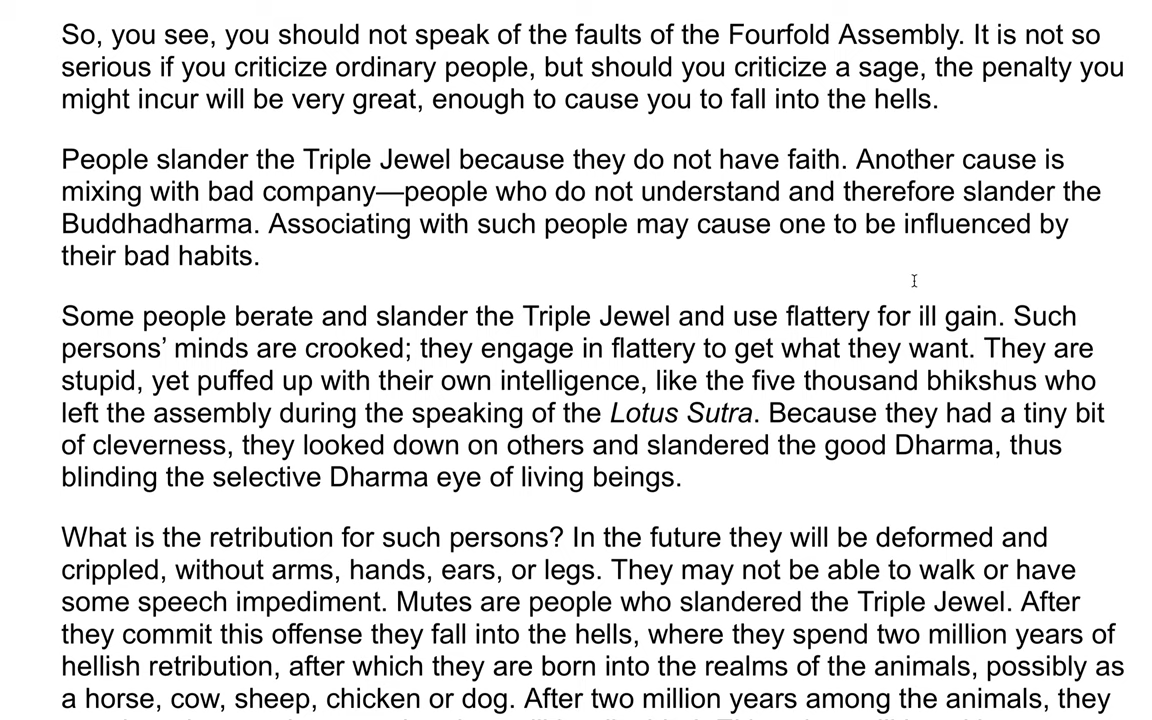 So, you see, you should not speak of the faults of the Fourfold Assembly. It is not so
serious if you criticize ordinary people, but should you criticize a sage, the penalty you
might incur will be very great, enough to cause you to fall into the hells.
People slander the Triple Jewel because they do not have faith. Another cause is
mixing with bad company—people who do not understand and therefore slander the
Buddhadharma. Associating with such people may cause one to be influenced by
their bad habits.
Some people berate and slander the Triple Jewel and use flattery for ill gain. Such
persons’ minds are crooked; they engage in flattery to get what they want. They are
stupid, yet puffed up with their own intelligence, like the five thousand bhikshus who
left the assembly during the speaking of the Lotus Sutra. Because they had a tiny bit
of cleverness, they looked down on others and slandered the good Dharma, thus
blinding the selective Dharma eye of living beings.
What is the retribution for such persons? In the future they will be deformed and
crippled, without arms, hands, ears, or legs. They may not be able to walk or have
some speech impediment. Mutes are people who slandered the Triple Jewel. After
they commit this offense they fall into the hells, where they spend two million years of
hellish retribution, after which they are born into the realms of the animals, possibly as
a horse, cow, sheep, chicken or dog. After two million years among the animals, they